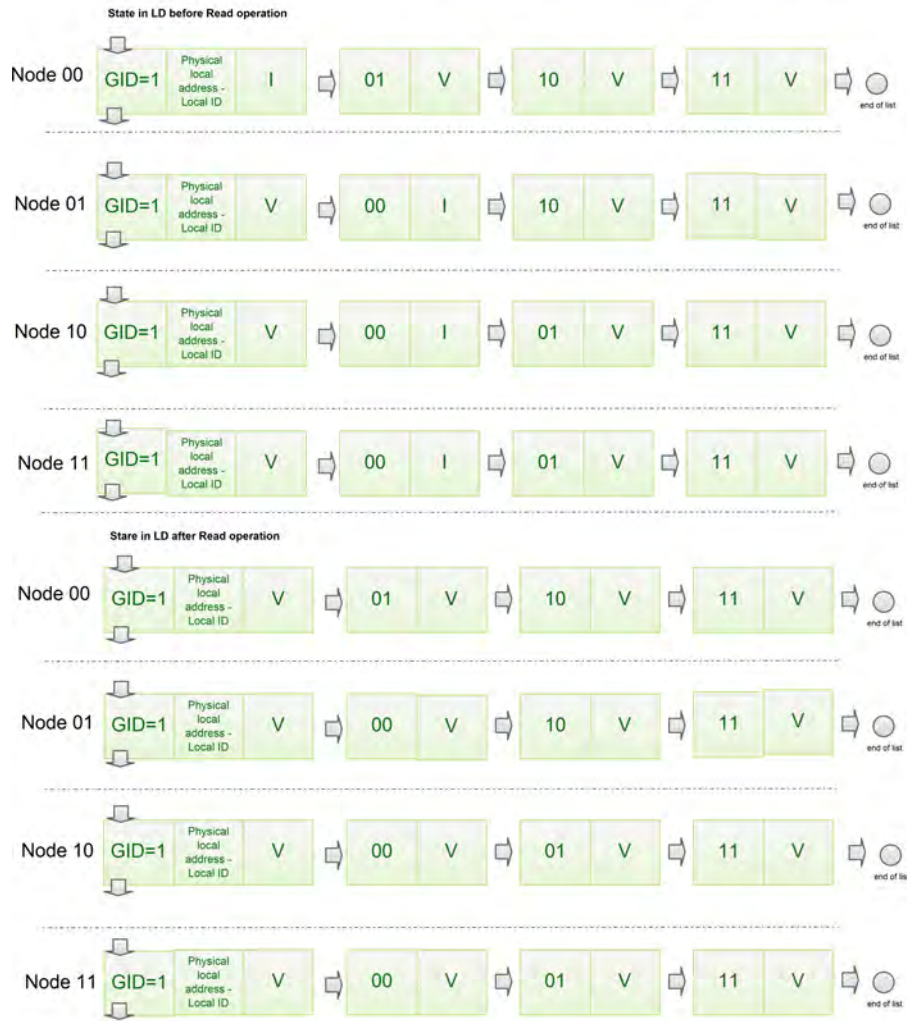 State in LD before Read operation
Node 00 GID=1 Physical local address - Local ID I 01 V 10 V 11 V end of list
Node 01 GID=1 Physical local address - Local ID V 00 I 10 V 11 V end of list
Node 10 GID=1 Physical local address - Local ID V 00 I 01 V 11 V end of list
Node 11 GID=1 Physical local address - Local ID V 00 I 01 V 11 V end of list
Stare in LD after Read operation
Node 00 GID=1 Physical local address - Local ID V 01 V 10 V 11 V end of list
Node 01 GID=1 Physical local address - Local ID V 00 V 10 V 11 V end of list
Node 10 GID=1 Physical local address - Local ID V 00 V 01 V 11 V end of list
Node 11 GID=1 Physical local address - Local ID V 00 V 01 V 11 V end of list